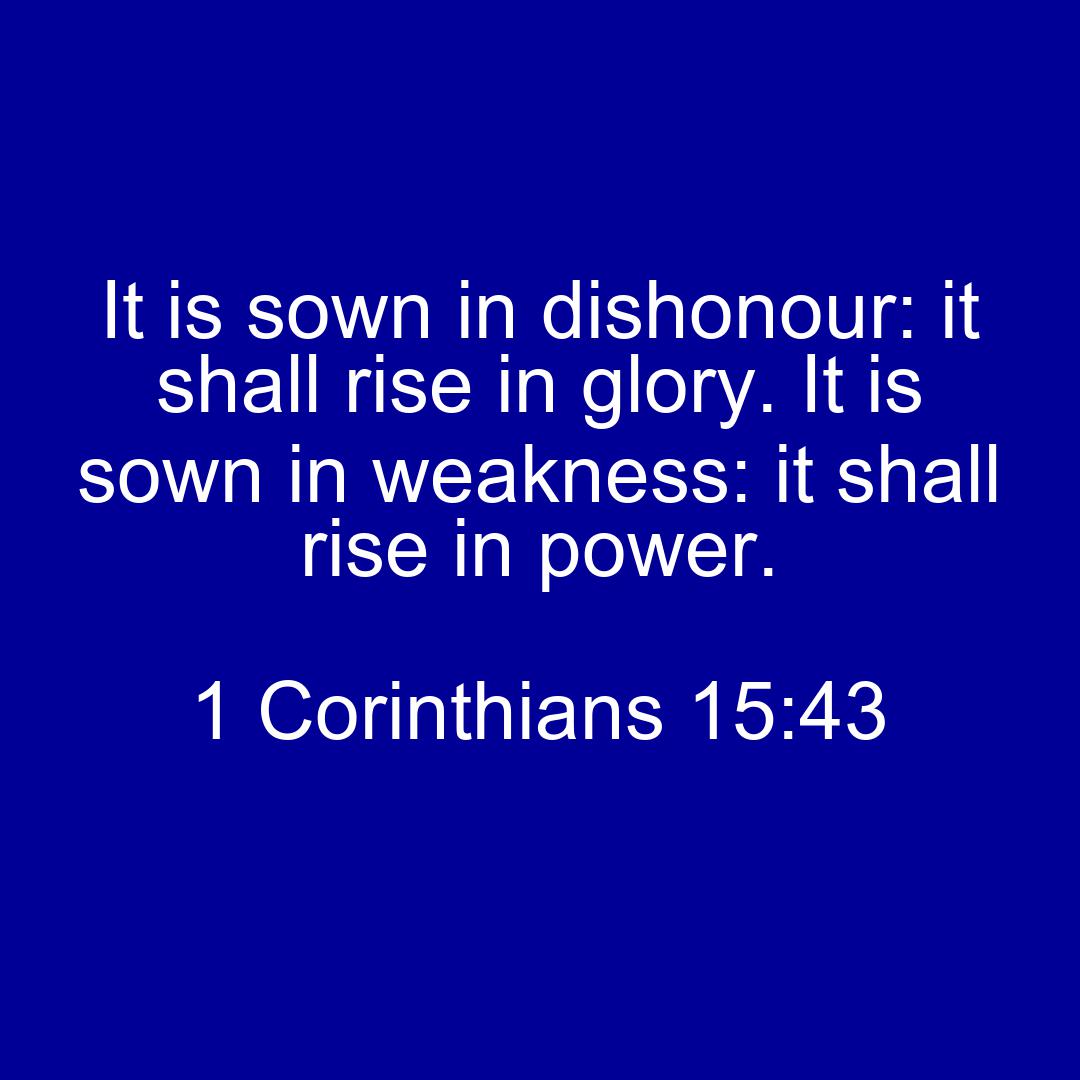 It is sown in dishonour: it
shall rise in glory. It is
sown in weakness: it shall
rise in power.
1 Corinthians 15:43